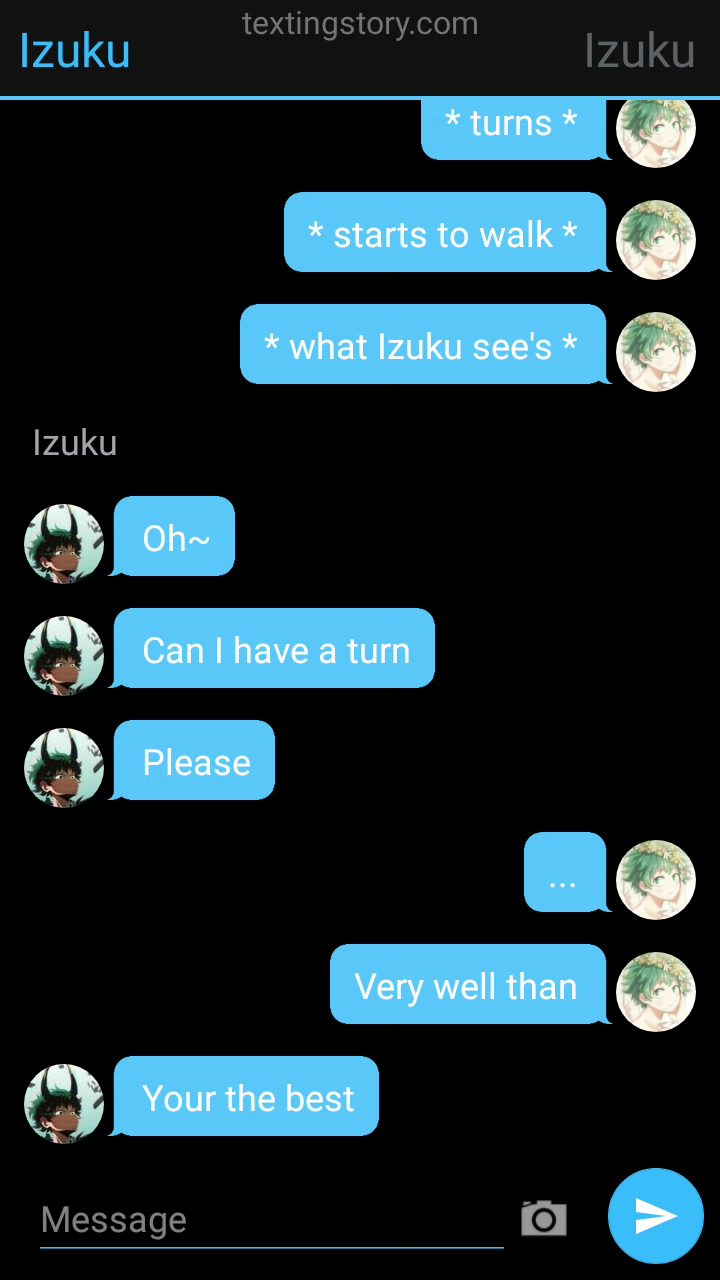 textingstory.com
Izuku
Izuku
* turns *
* starts to walk *
* what Izuku see's *
Izuku
Oh~
Can I have a turn
Please
...
Very well than
Your the best
Message